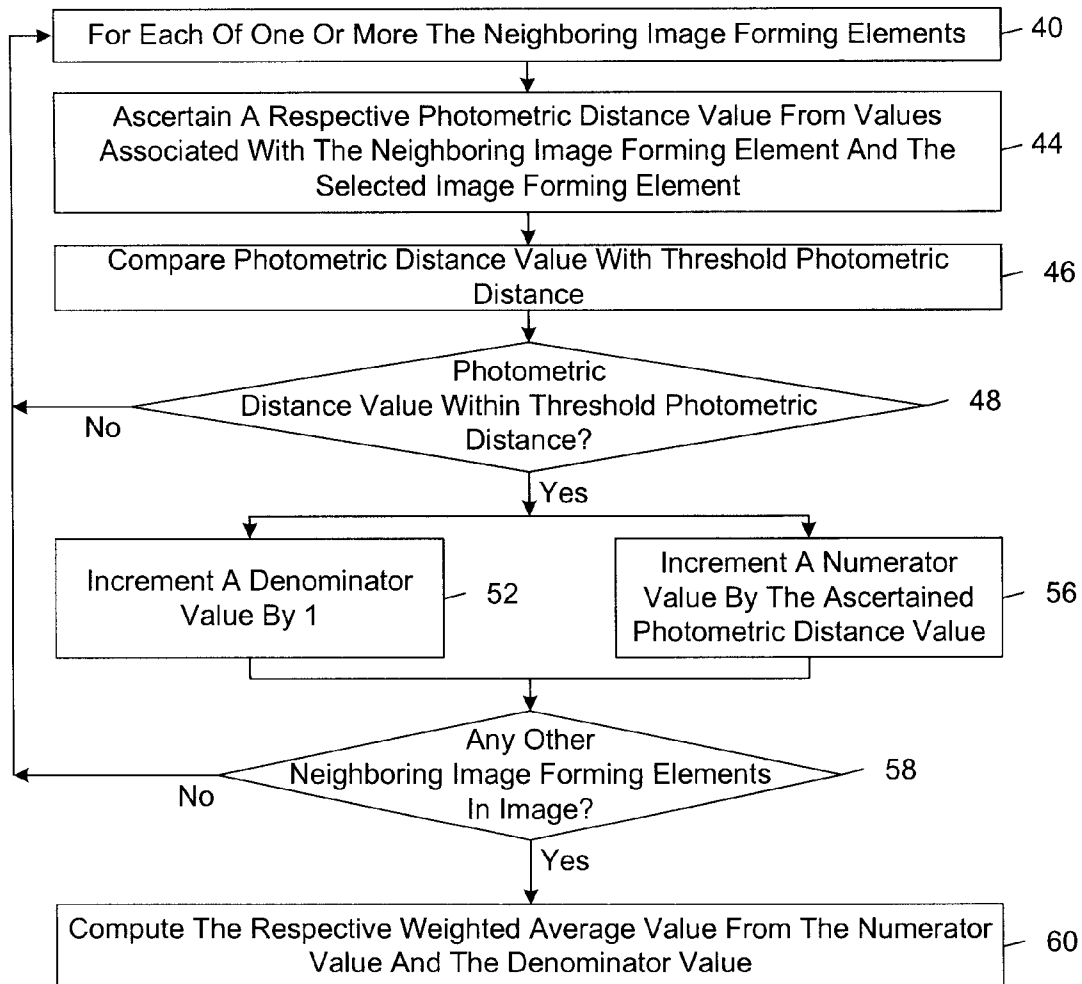 For Each Of One Or More The Neighboring Image Forming Elements
40
Ascertain A Respective Photometric Distance Value From Values
Associated With The Neighboring Image Forming Element And The
Selected Image Forming Element
44
Compare Photometric Distance Value With Threshold Photometric
Distance
46
Photometric
Distance Value Within Threshold Photometric
Distance?
48
No
Yes
Increment A Denominator
Value By 1
52
Increment A Numerator
Value By The Ascertained
Photometric Distance Value
56
Any Other
Neighboring Image Forming Elements
In Image?
58
No
Yes
Compute The Respective Weighted Average Value From The Numerator
Value And The Denominator Value
60